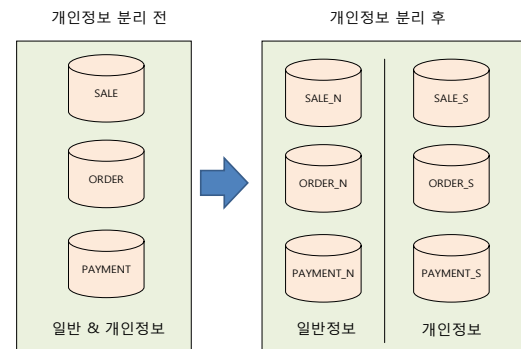 개인정보 분리 전
개인정보 분리 후
SALE
SALE_N
SALE_S
ORDER
ORDER_N
ORDER_S
PAYMENT
PAYMENT_N
PAYMENT_S
일반 & 개인정보
일반정보
개인정보